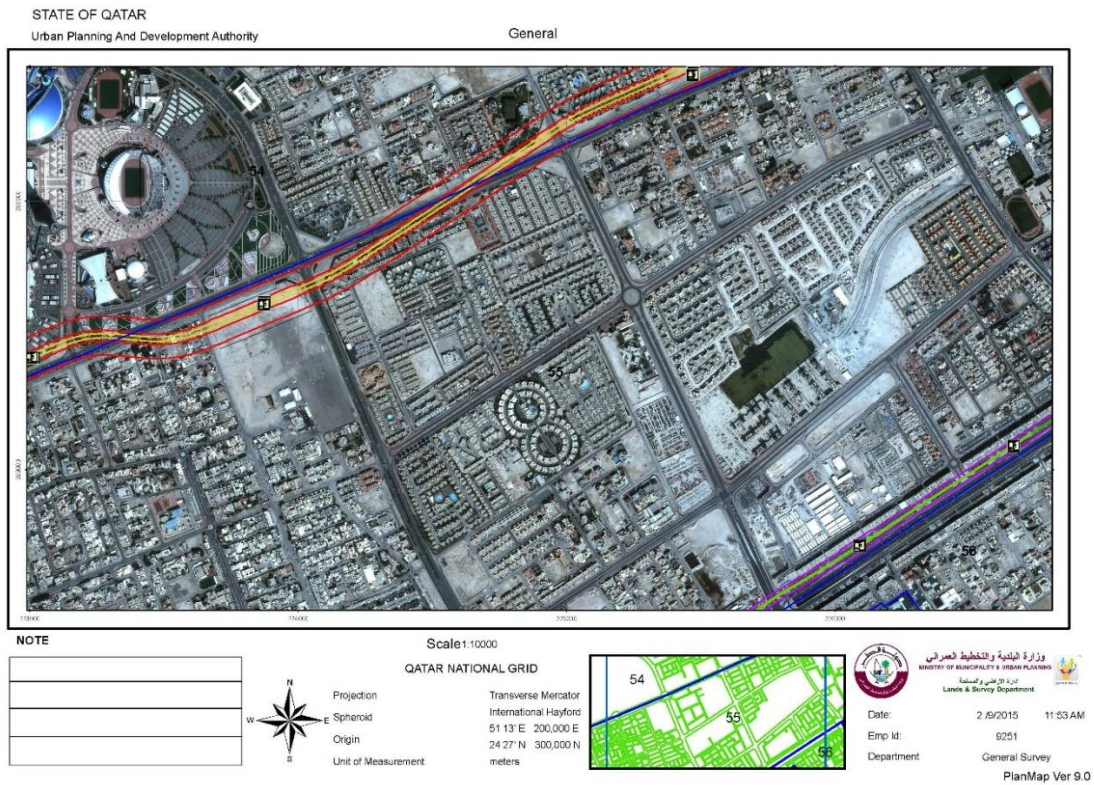 STATE OF QATAR
Urban Planning And Development Authority
General
54
55
56
NOTE
Scale1:10000
QATAR NATIONAL GRID
Projection Transverse Mercator
Spheroid International Hayford
Origin 51 13' E 200,000 E
24 27' N 300,000 N
Unit of Measurement meters
N
W E
S
54
55
56
وزارة البلدية والتخطيط العمراني
MINISTRY OF MUNICIPALITY & URBAN PLANNING
إدارة الأراضي والمساحة
Lands & Survey Department
Date: 2 /9/2015 11:53 AM
Emp Id: 9251
Department General Survey
PlanMap Ver 9.0